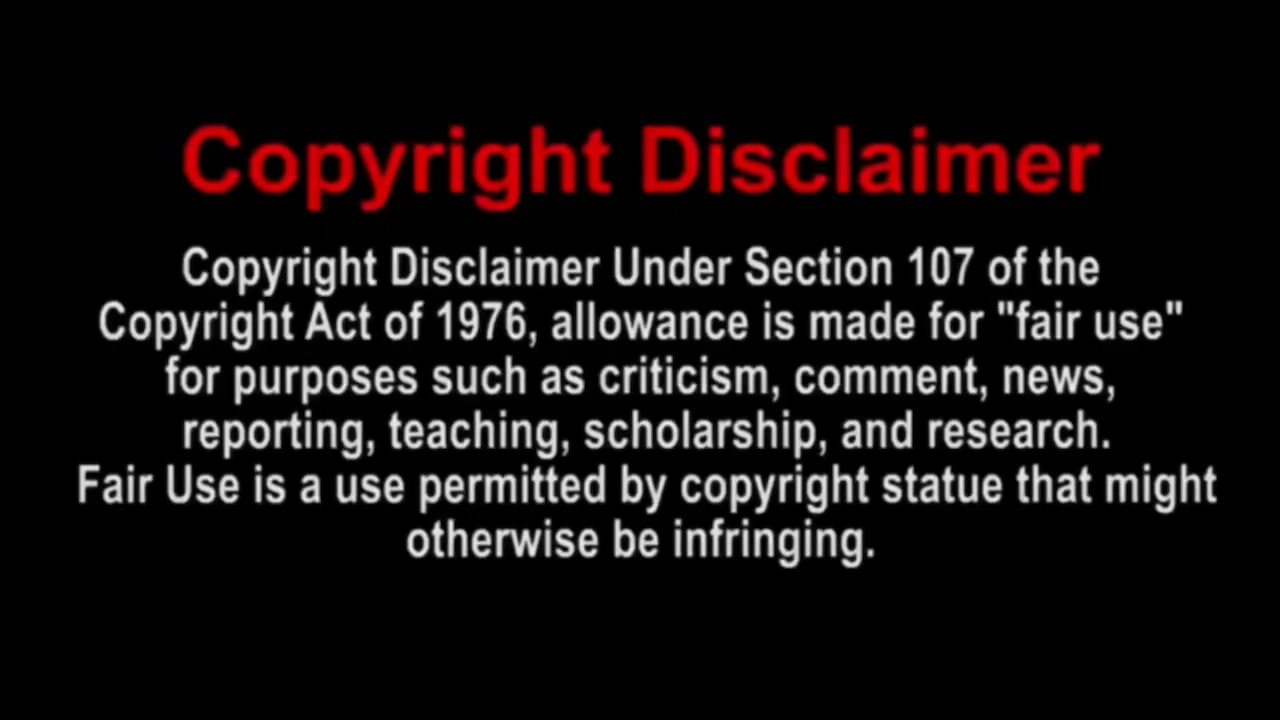 Copyright Disclaimer
Copyright Disclaimer Under Section 107 of the
Copyright Act of 1976, allowance is made for "fair use"
for purposes such as criticism, comment, news,
reporting, teaching, scholarship, and research.
Fair Use is a use permitted by copyright statue that might
otherwise be infringing.